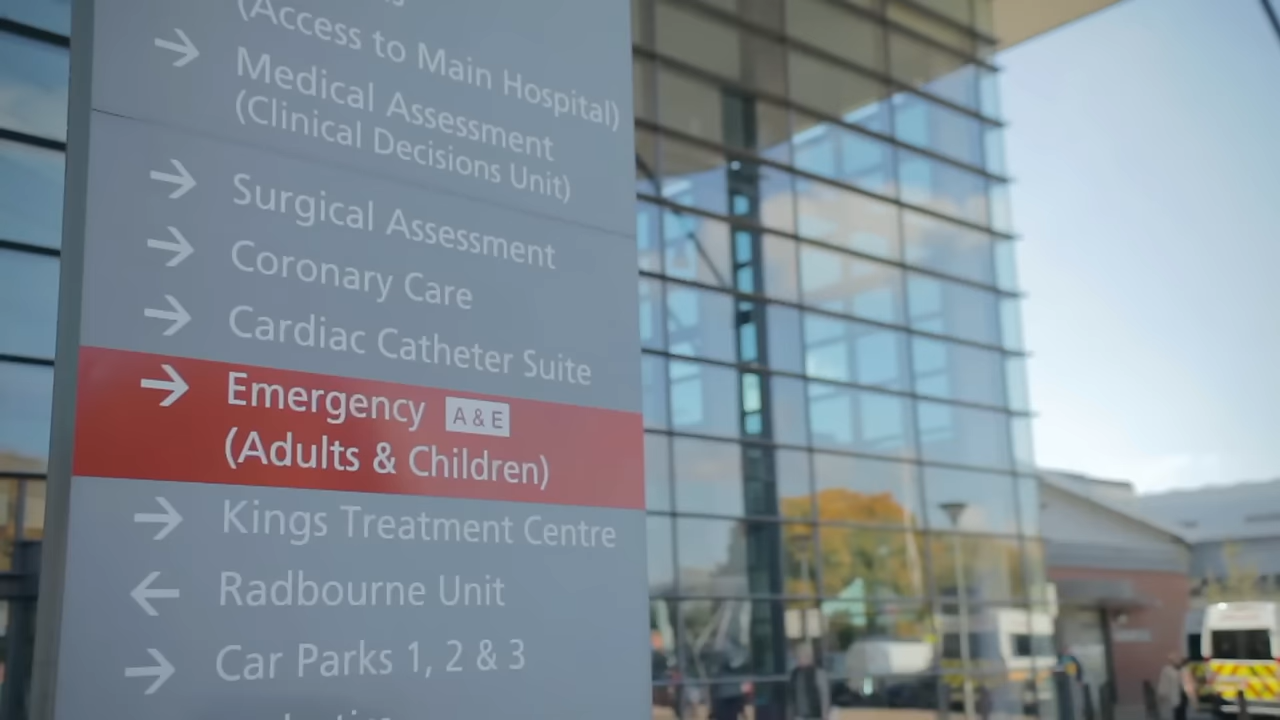 (Access to Main Hospital)
→ Medical Assessment
(Clinical Decisions Unit)
→ Surgical Assessment
→ Coronary Care
→ Cardiac Catheter Suite
→ Emergency A & E
(Adults & Children)
→ Kings Treatment Centre
← Radbourne Unit
→ Car Parks 1, 2 & 3